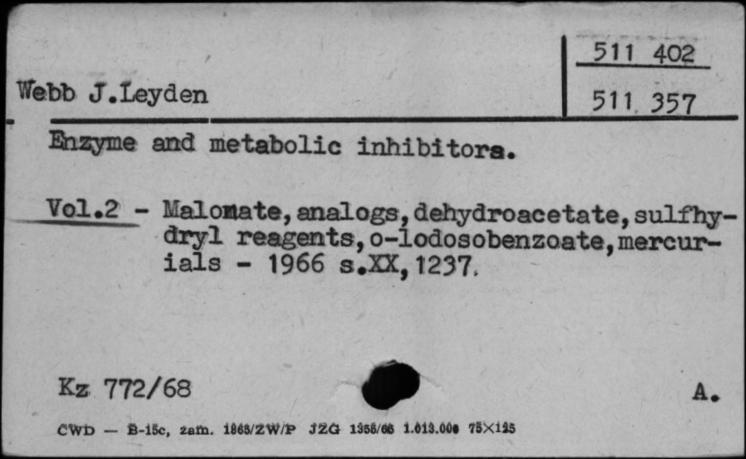 511 402
Webb J.Leyden
511 357
Enzyme and metabolic inhibitors.
Vol.2 - Malonate,analogs,dehydroacetate,sulfhy-
dryl reagents,o-iodosobenzoate,mercur-
ials - 1966 s.XX,1237.
Kz 772/68
A.
CWD — B-15c, zam. 1868/ZW/P JZG 1358/66 1.013.000 75×125